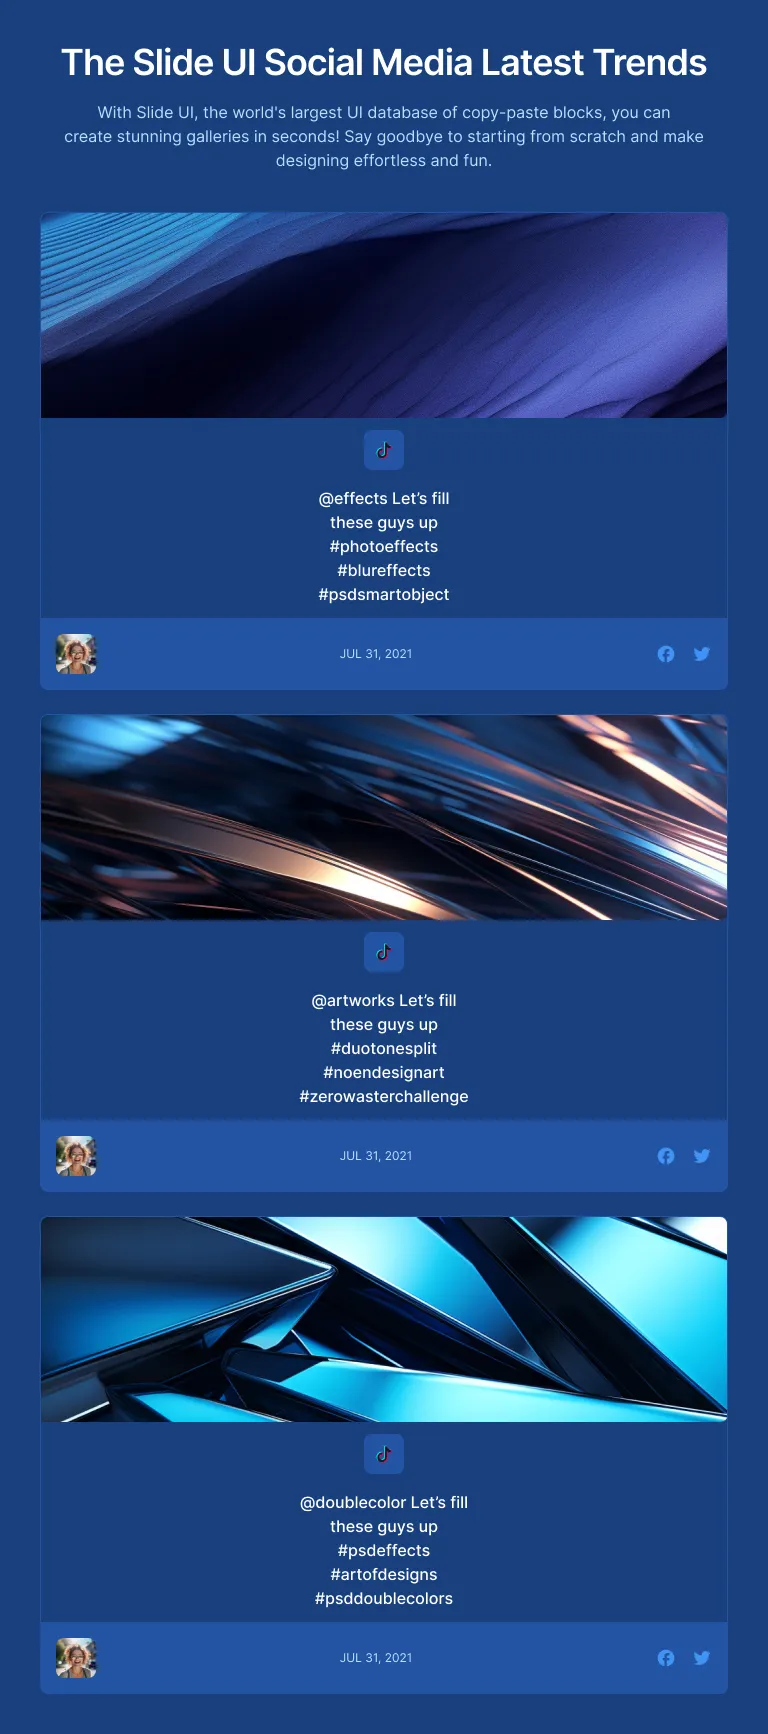 The Slide UI Social Media Latest Trends
With Slide UI, the world's largest UI database of copy-paste blocks, you can
create stunning galleries in seconds! Say goodbye to starting from scratch and make
designing effortless and fun.
@effects Let’s fill
these guys up
#photoeffects
#blureffects
#psdsmartobject
JUL 31, 2021
@artworks Let’s fill
these guys up
#duotonesplit
#noendesignart
#zerowasterchallenge
JUL 31, 2021
@doublecolor Let’s fill
these guys up
#psdeffects
#artofdesigns
#psddoublecolors
JUL 31, 2021